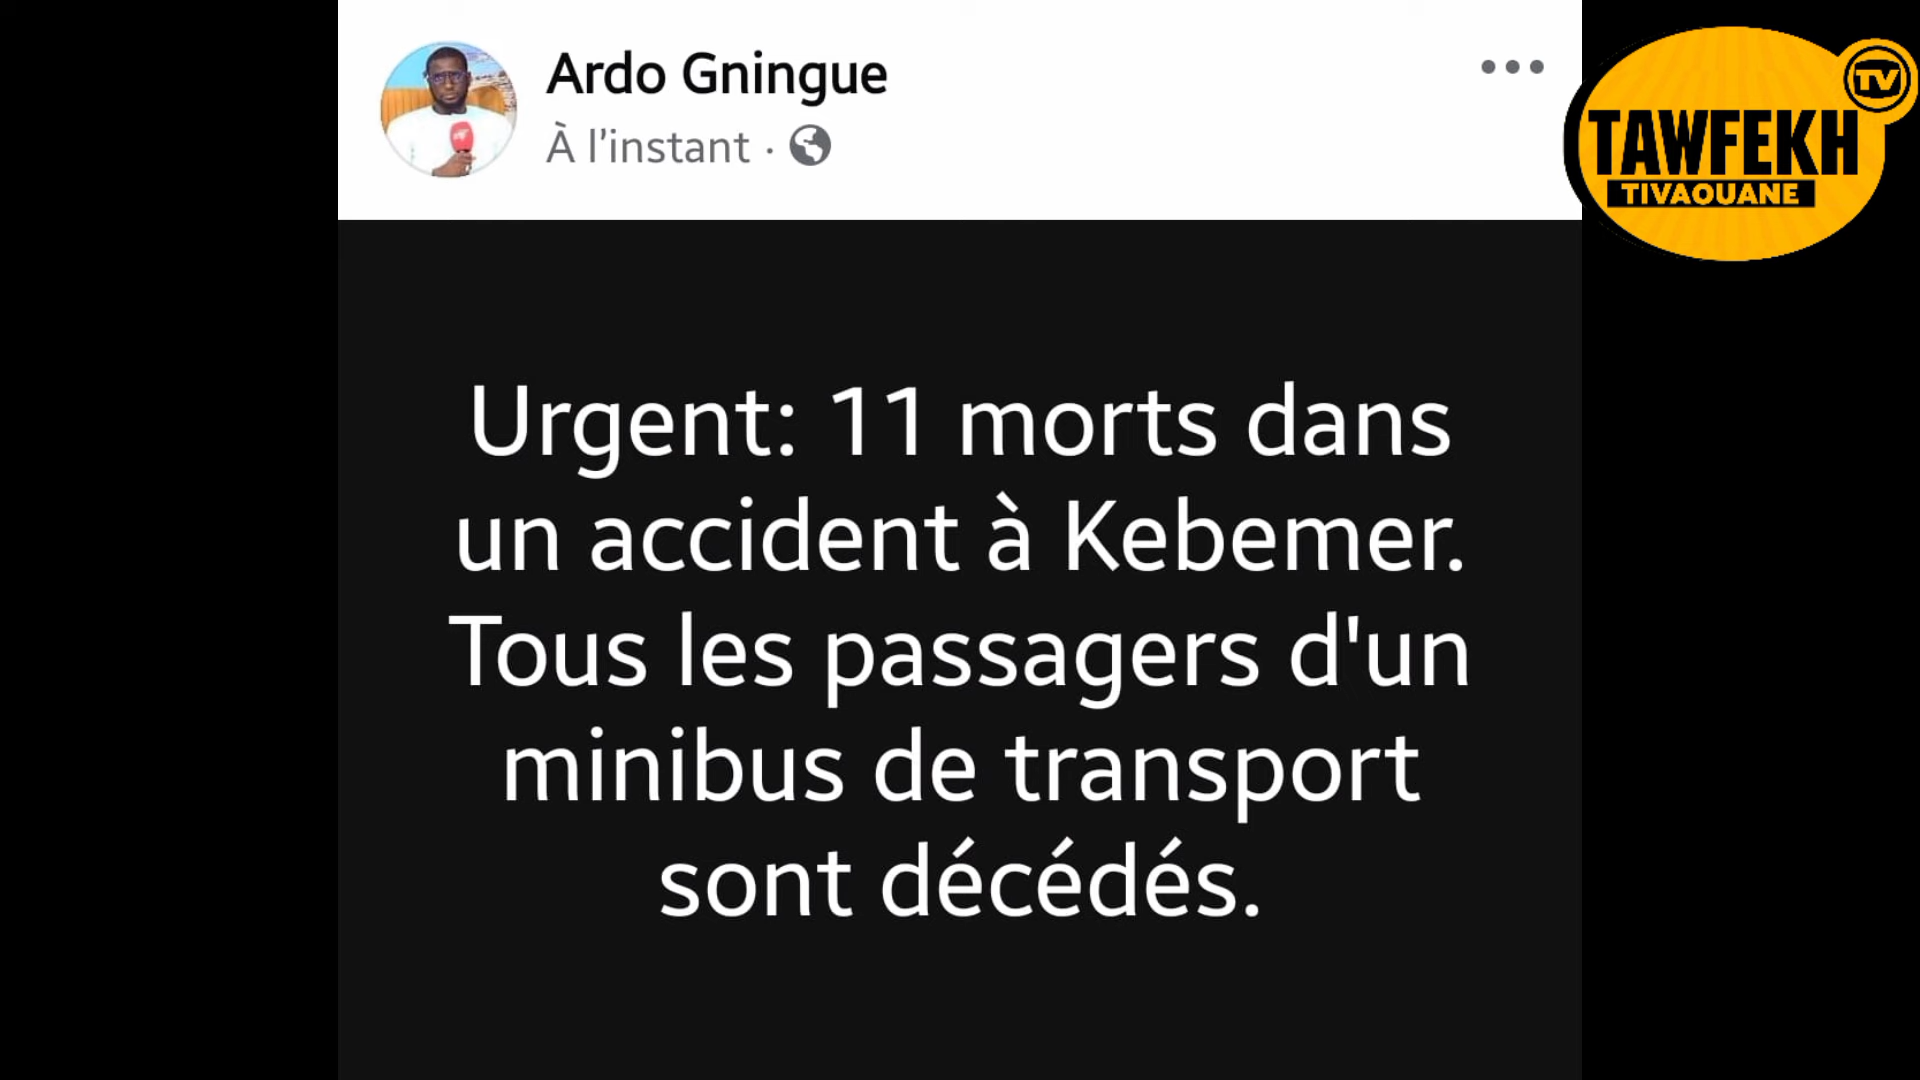 Ardo Gningue
À l'instant ·
TV
TAWFEKH
TIVAOUANE
Urgent: 11 morts dans
un accident à Kebemer.
Tous les passagers d'un
minibus de transport
sont décédés.